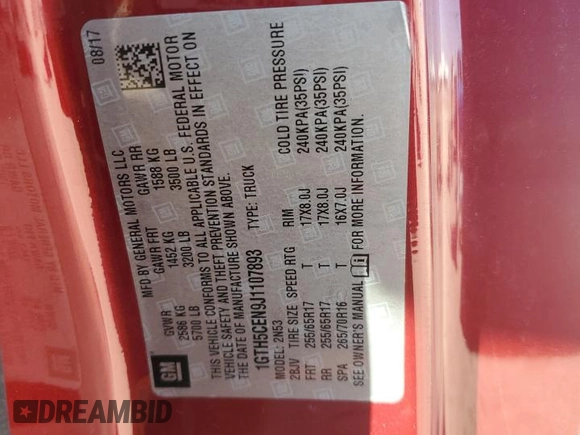 GM
MFD BY GENERAL MOTORS LLC
08/17
GVWR GAWR FRT GAWR RR
2586 KG 1452 KG 1588 KG
5700 LB 3200 LB 3500 LB
THIS VEHICLE CONFORMS TO ALL APPLICABLE U.S. FEDERAL MOTOR
VEHICLE SAFETY AND THEFT PREVENTION STANDARDS IN EFFECT ON
THE DATE OF MANUFACTURE SHOWN ABOVE.
1GTH5CEN9J1107893 TYPE: TRUCK
MODEL: 2N53
2BJV TIRE SIZE SPEED RTG RIM COLD TIRE PRESSURE
FRT 255/65R17 T 17X8.0J 240KPA(35PSI)
RR 255/65R17 T 17X8.0J 240KPA(35PSI)
SPA 265/70R16 T 16X7.0J 240KPA(35PSI)
SEE OWNER'S MANUAL FOR MORE INFORMATION.
DREAMBID